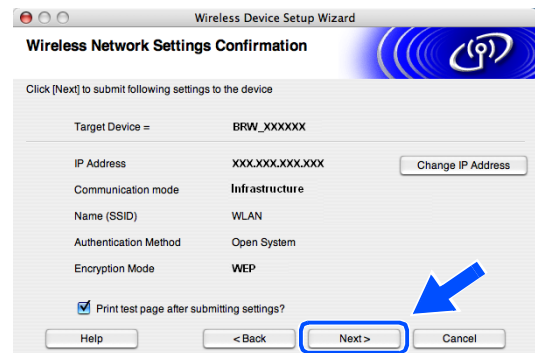 Wireless Device Setup Wizard
Wireless Network Settings Confirmation
Click [Next] to submit following settings to the device
Target Device = BRW_XXXXXX
IP Address XXX.XXX.XXX.XXX Change IP Address
Communication mode Infrastructure
Name (SSID) WLAN
Authentication Method Open System
Encryption Mode WEP
Print test page after submitting settings?
Help < Back Next > Cancel